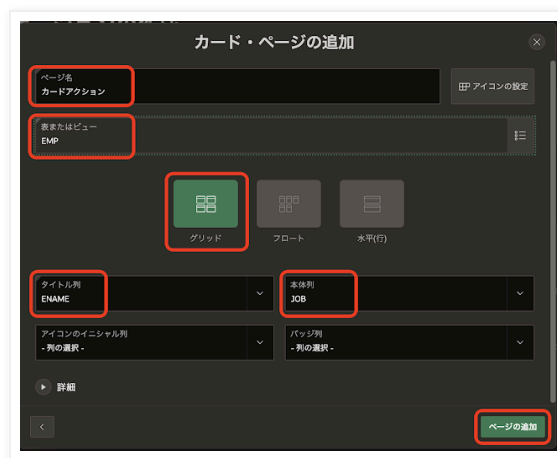 カード・ページの追加
ページ名
カードアクション
アイコンの設定
表またはビュー
EMP
グリッド
フロート
水平(行)
タイトル列
ENAME
本体列
JOB
アイコンのイニシャル列
- 列の選択 -
バッジ列
- 列の選択 -
詳細
ページの追加